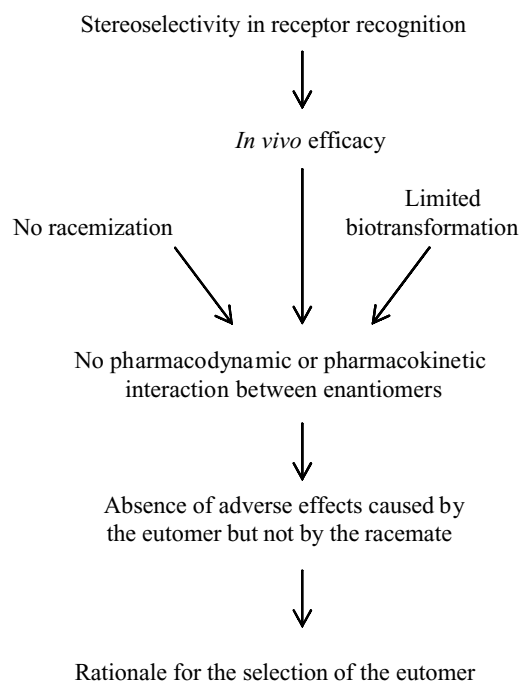 Stereoselectivity in receptor recognition
In vivo efficacy
No racemization
Limited
biotransformation
No pharmacodynamic or pharmacokinetic
interaction between enantiomers
Absence of adverse effects caused by
the eutomer but not by the racemate
Rationale for the selection of the eutomer